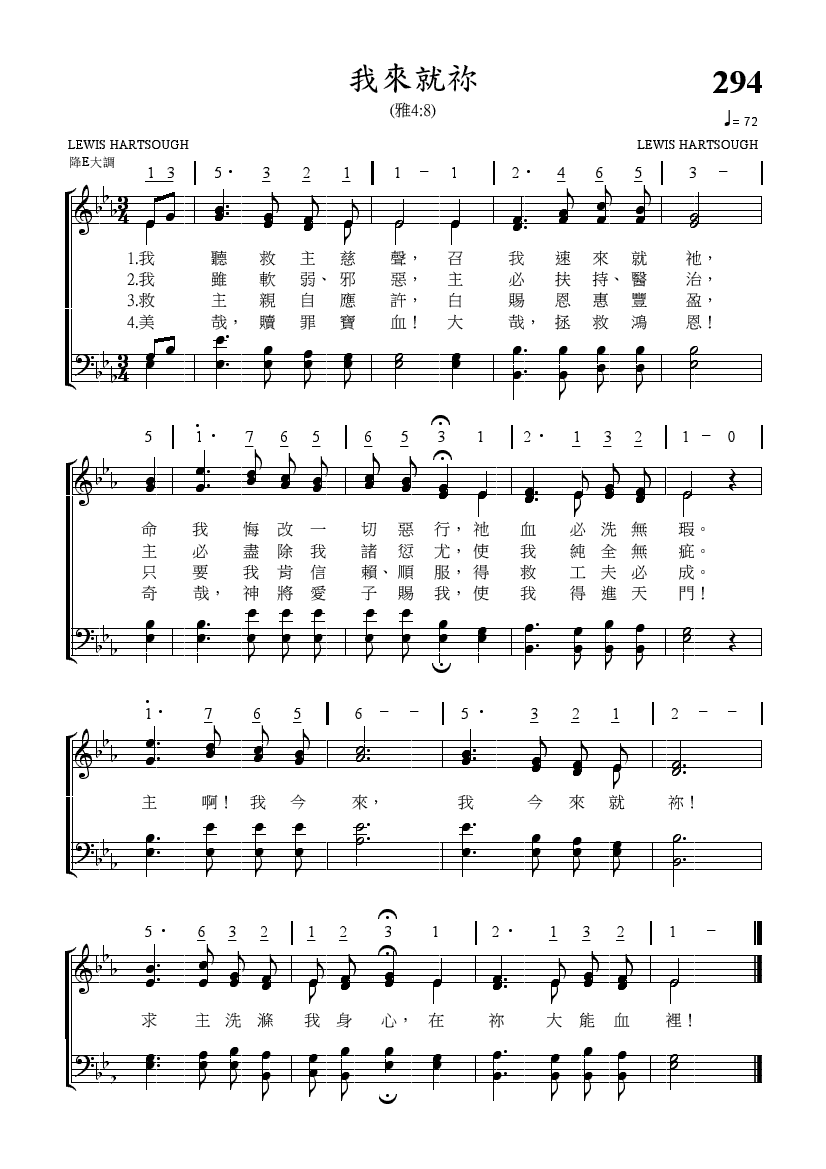 我來就祢
294
(雅4:8)
♩= 72
LEWIS HARTSOUGH LEWIS HARTSOUGH
降E大調
1 3 | 5· 3 2 1 | 1 - 1 | 2· 4 6 5 | 3 - |
3/4
1.我 聽救主慈聲，召 我速來就祂，
2.我 雖軟弱、邪惡，主 必扶持、醫治，
3.救 主親自應許，白 賜恩惠豐盈，
4.美 哉，贖罪寶血！大 哉，拯救鴻恩！
3/4
5 | 1̇· 7 6 5 | 6 5 3 1 | 2· 1 3 2 | 1 - 0 |
命 我悔改一切惡行，祂血必洗無瑕。
主 必盡除我諸愆尤，使我純全無疵。
只 要我肯信賴、順服，得救工夫必成。
奇 哉，神將愛子賜我，使我得進天門！
1̇· 7 6 5 | 6 - - | 5· 3 2 1 | 2 - - |
主 啊！我今來， 我 今來就祢！
5· 6 3 2 | 1 2 3 1 | 2· 1 3 2 | 1 -
求 主洗滌我身心，在祢大能血裡！